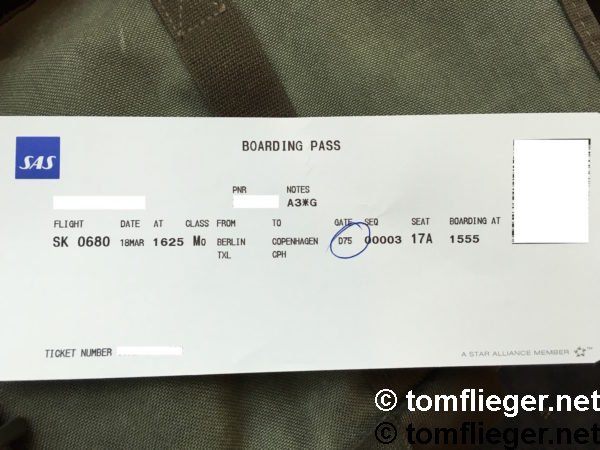 BOARDING PASS
SAS
PNR NOTES
A3*G
FLIGHT DATE AT CLASS FROM TO GATE SEQ SEAT BOARDING AT
SK 0680 18MAR 1625 Mo BERLIN COPENHAGEN D75 00003 17A 1555
TXL CPH
TICKET NUMBER
A STAR ALLIANCE MEMBER ™
© tomflieger.net
© tomflieger.net